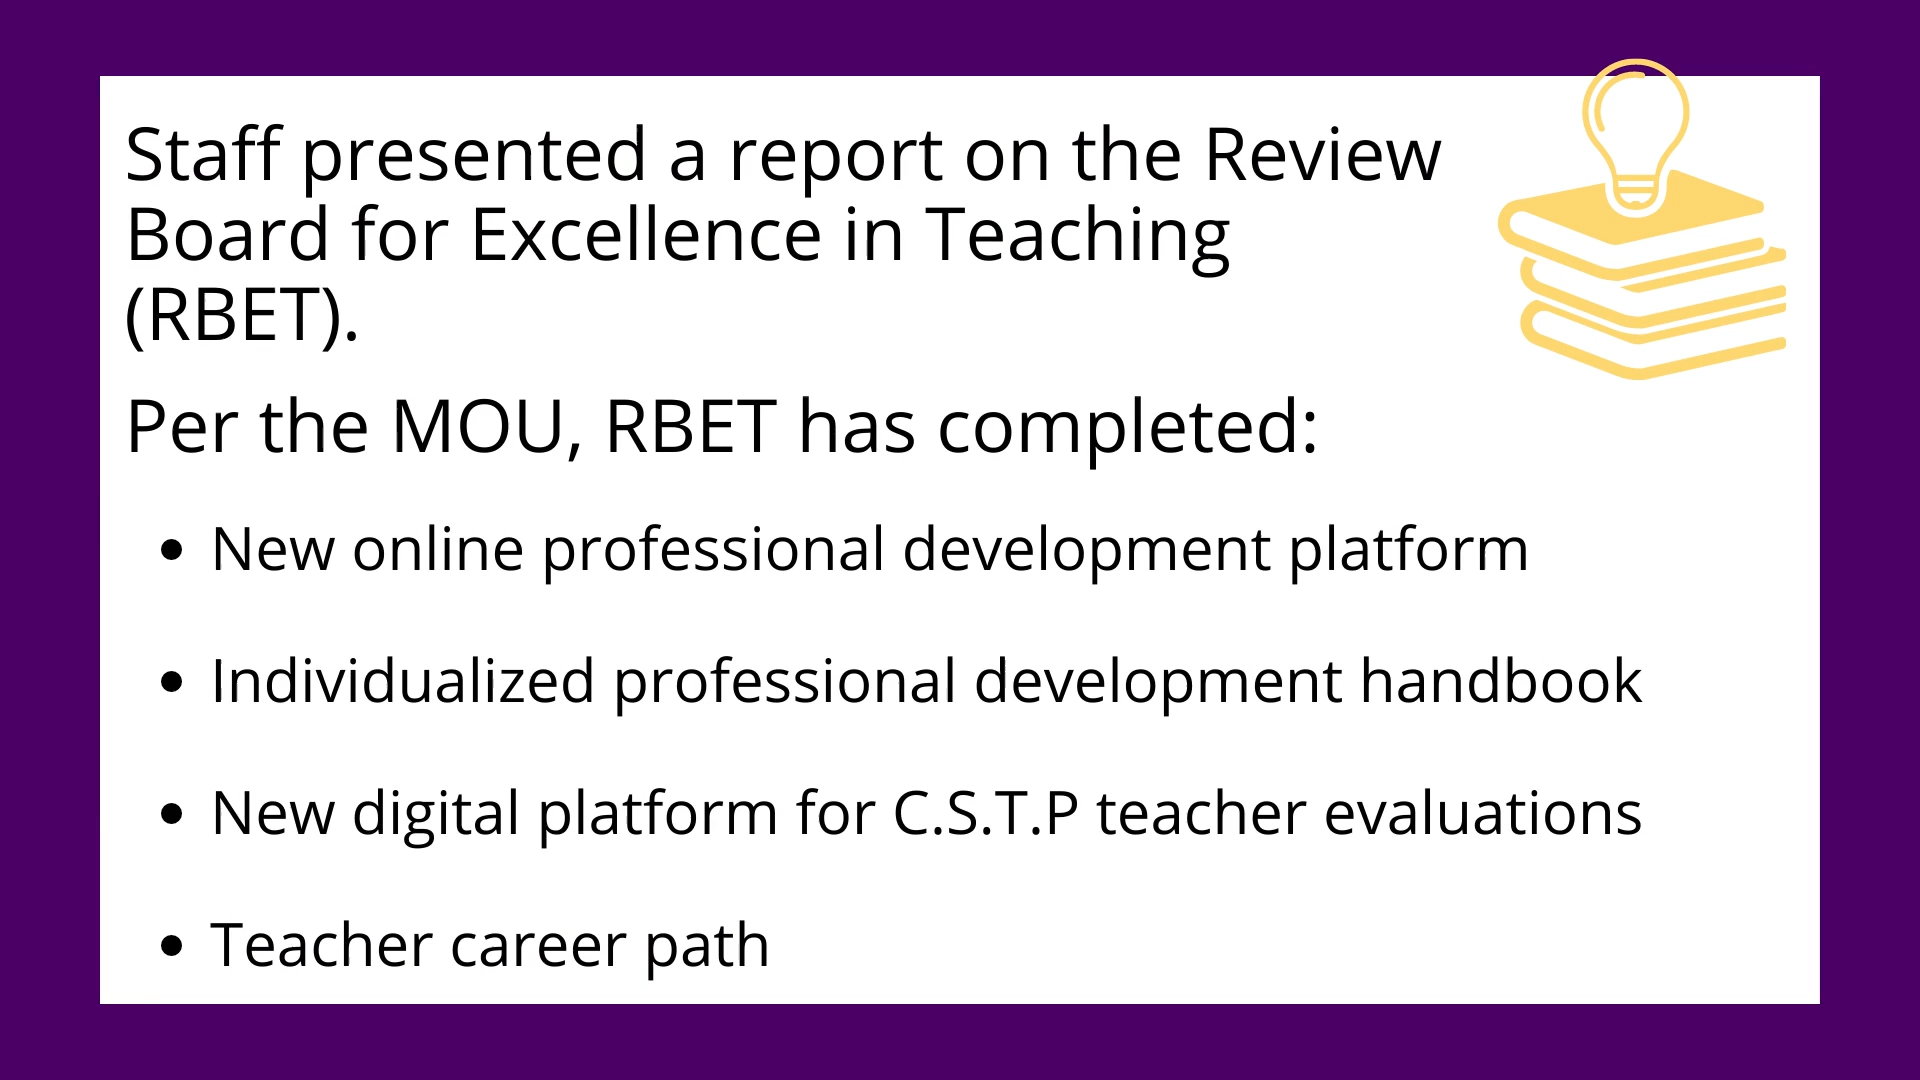 Staff presented a report on the Review
Board for Excellence in Teaching
(RBET).
Per the MOU, RBET has completed:
• New online professional development platform
• Individualized professional development handbook
• New digital platform for C.S.T.P teacher evaluations
• Teacher career path